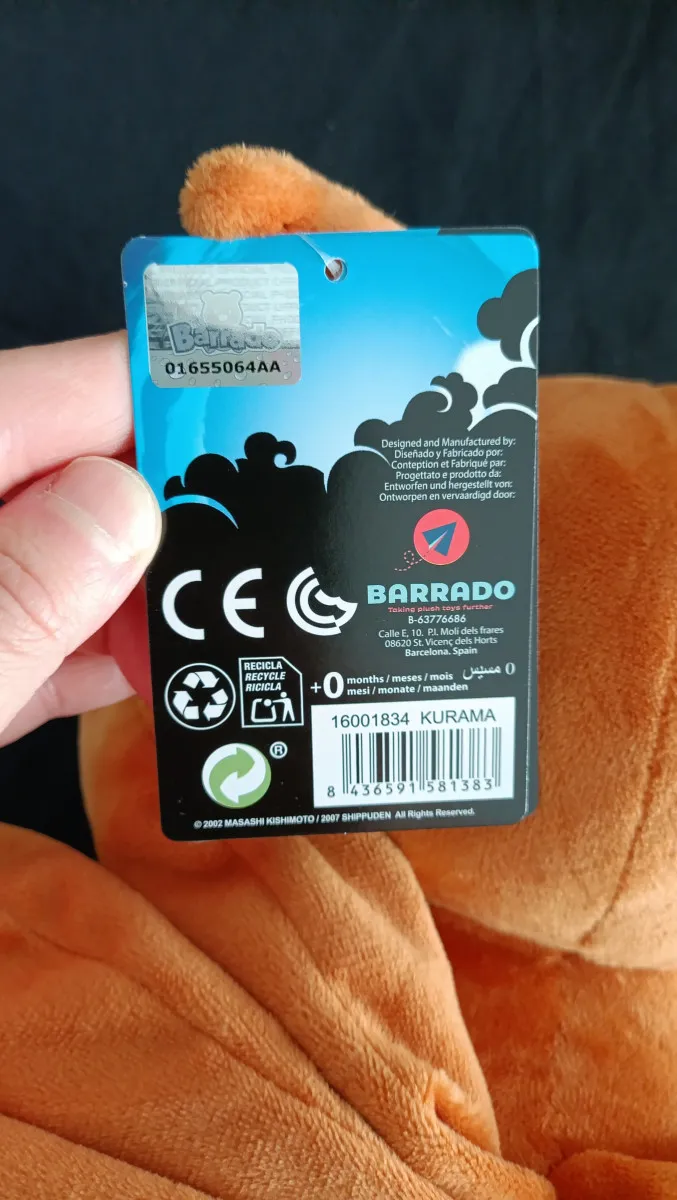 Barrado
01655064AA
Designed and Manufactured by:
Diseñado y Fabricado por:
Conteption et Fabriqué par:
Progettato e prodotto da:
Entworfen und hergestellt von:
Ontworpen en vervaardigd door:
BARRADO
Taking plush toys further
B-63776686
Calle E, 10. P.I. Molí dels frares
08620 St. Vicenç dels Horts
Barcelona. Spain
CE
RECICLA
RECYCLE
RICICLA
+0 months / meses / mois
mesi / monate / maanden
0
®
16001834 KURAMA
8 436591 581383
© 2002 MASASHI KISHIMOTO / 2007 SHIPPUDEN All Rights Reserved.